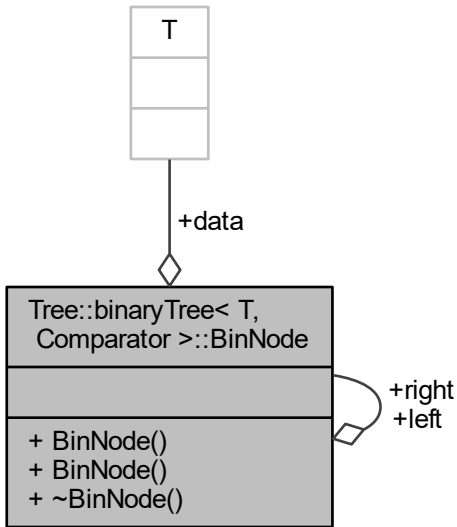 T
+data
Tree::binaryTree< T,
Comparator >::BinNode
+right
+left
+ BinNode()
+ BinNode()
+ ~BinNode()